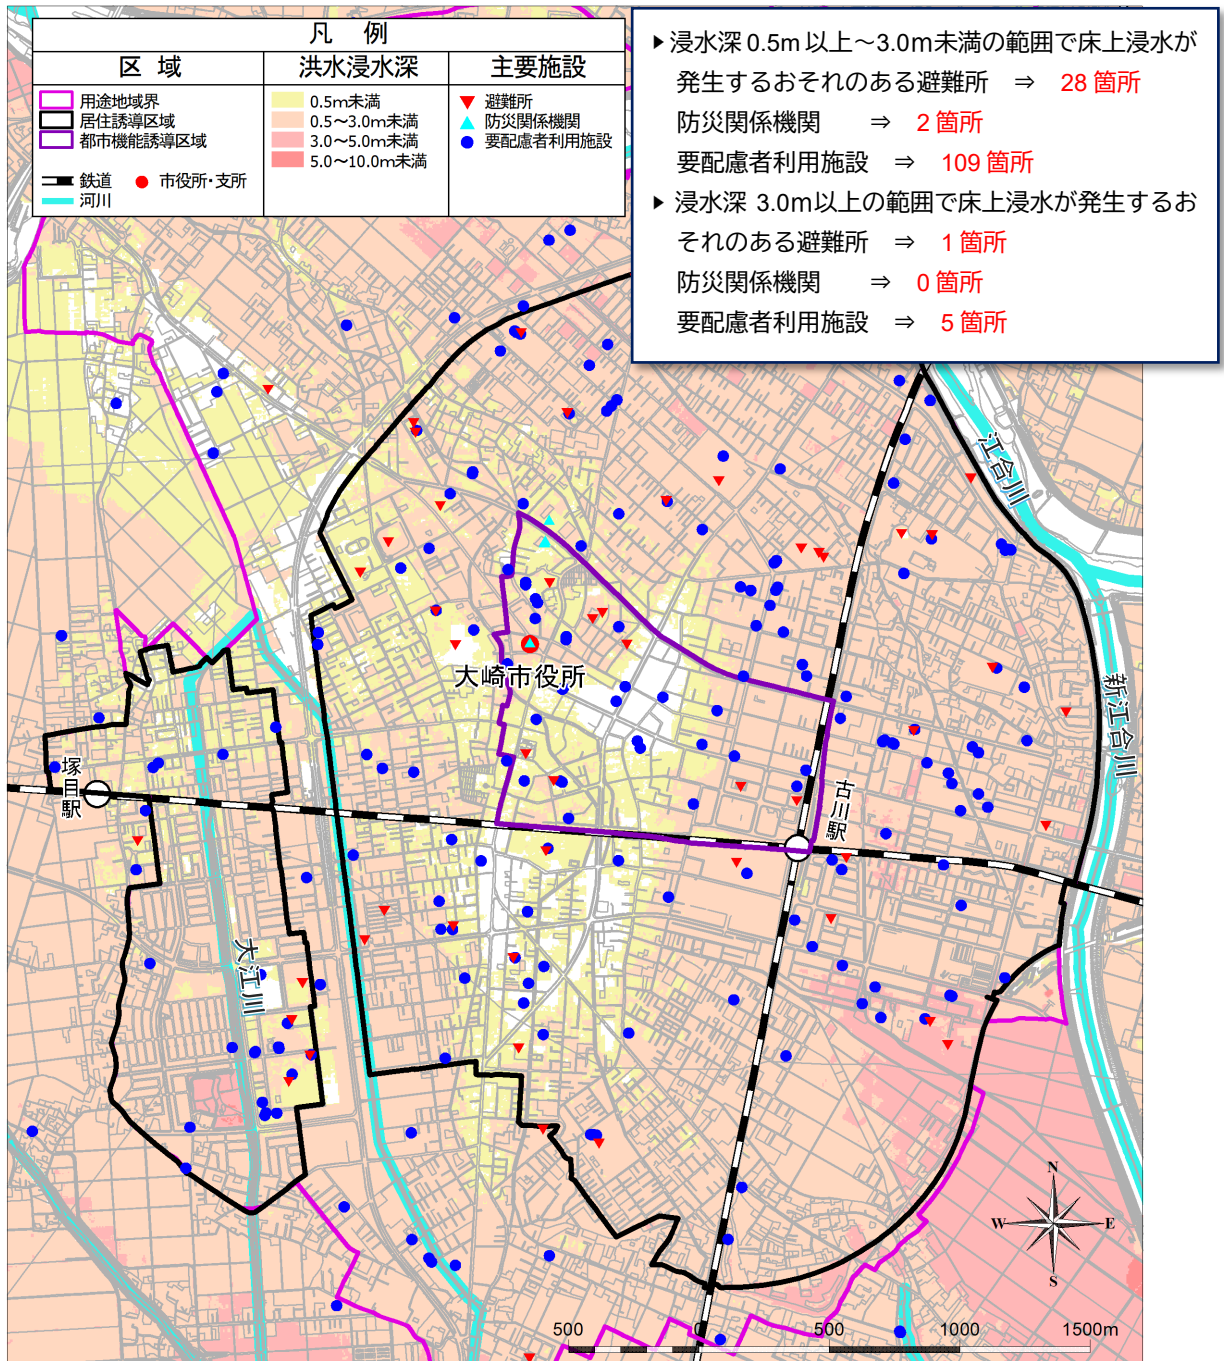 凡 例
区 域
洪水浸水深
主要施設
用途地域界
居住誘導区域
都市機能誘導区域
鉄道
市役所・支所
河川
0.5m未満
0.5～3.0m未満
3.0～5.0m未満
5.0～10.0m未満
避難所
防災関係機関
要配慮者利用施設
▶ 浸水深 0.5m 以上～3.0m未満の範囲で床上浸水が
発生するおそれのある避難所 ⇒ 28 箇所
防災関係機関 ⇒ 2 箇所
要配慮者利用施設 ⇒ 109 箇所
▶ 浸水深 3.0m以上の範囲で床上浸水が発生するお
それのある避難所 ⇒ 1 箇所
防災関係機関 ⇒ 0 箇所
要配慮者利用施設 ⇒ 5 箇所
江合川
大崎市役所
新江合川
塚目駅
古川駅
大江川
N
W
E
S
500 0 500 1000 1500m